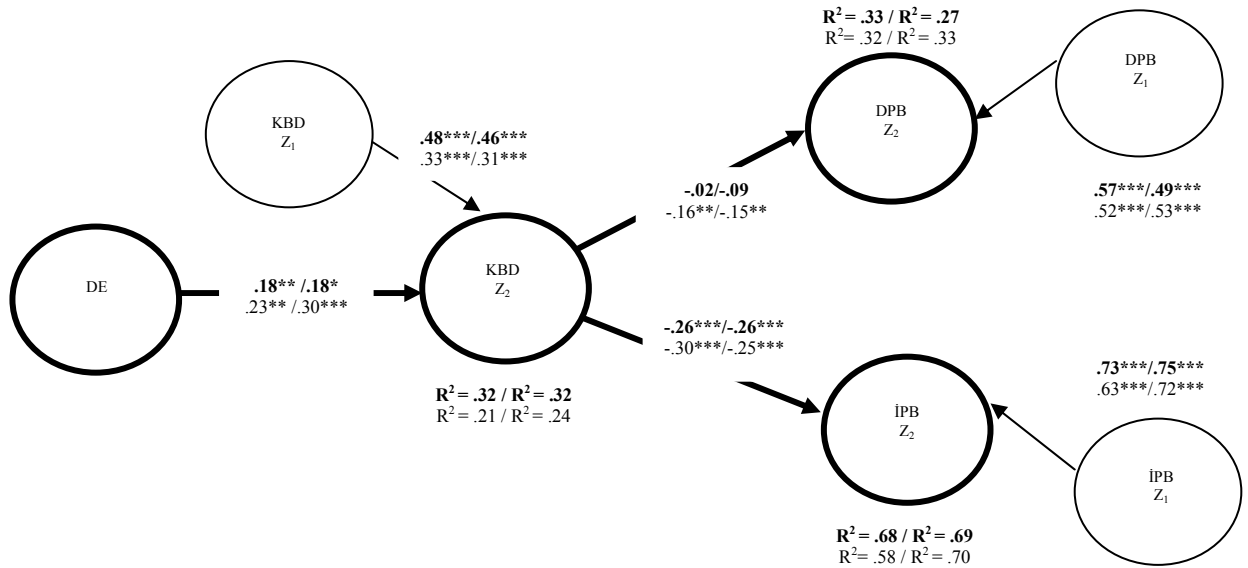 R² = .33 / R² = .27
R²= .32 / R² = .33
DPB
Z₁
DPB
Z₂
KBD
Z₁
.48***/.46***
.33***/.31***
-.02/-.09
-.16**/-.15**
.57***/.49***
.52***/.53***
DE
.18** /.18*
.23** /.30***
KBD
Z₂
-.26***/-.26***
-.30***/-.25***
.73***/.75***
.63***/.72***
R² = .32 / R² = .32
R² = .21 / R² = .24
İPB
Z₂
İPB
Z₁
R² = .68 / R² = .69
R²= .58 / R² = .70